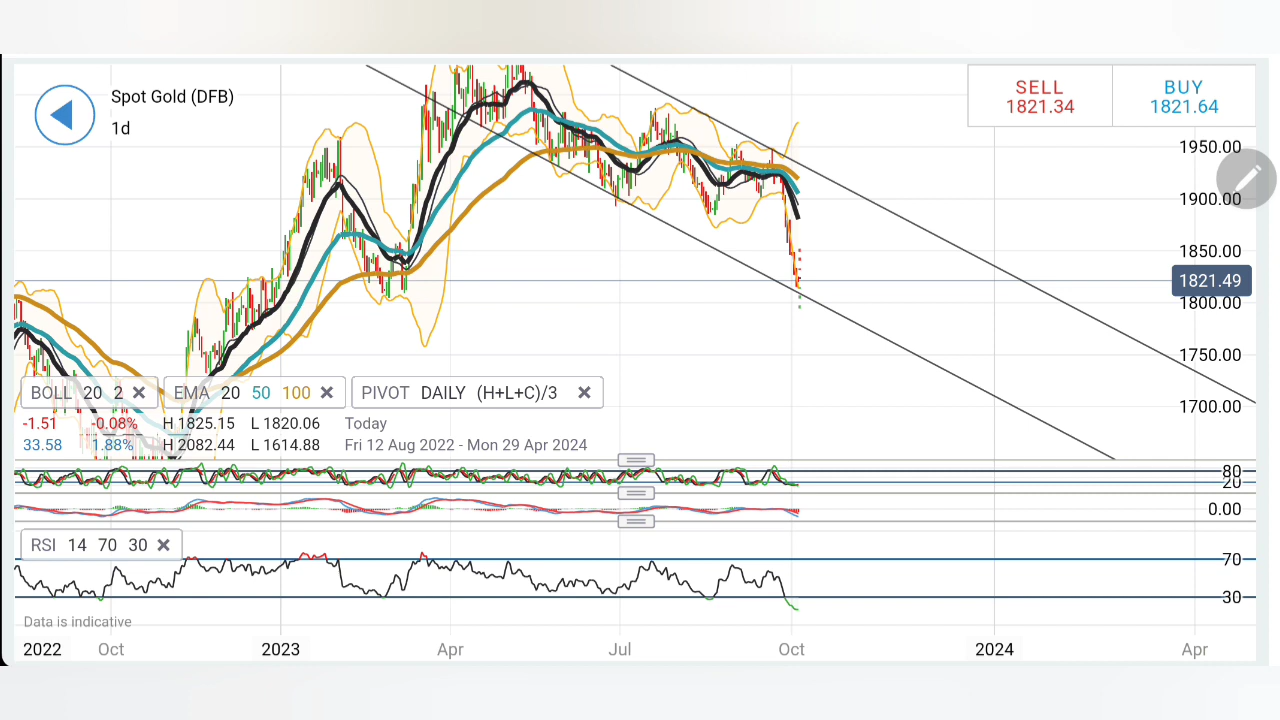 Spot Gold (DFB)
1d
SELL
1821.34
BUY
1821.64
1950.00
1900.00
1850.00
1821.49
1800.00
1750.00
1700.00
BOLL 20 2
EMA 20 50 100
PIVOT DAILY (H+L+C)/3
-1.51 -0.08% H 1825.15 L 1820.06 Today
33.58 1.88% H 2082.44 L 1614.88 Fri 12 Aug 2022 - Mon 29 Apr 2024
80
20
0.00
RSI 14 70 30
70
30
Data is indicative
2022 Oct 2023 Apr Jul Oct 2024 Apr